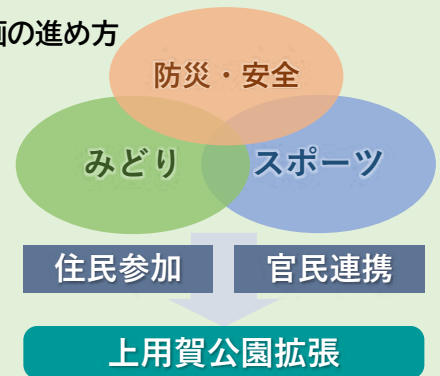 の進め方
防災・安全
みどり
スポーツ
住民参加
官民連携
上用賀公園拡張